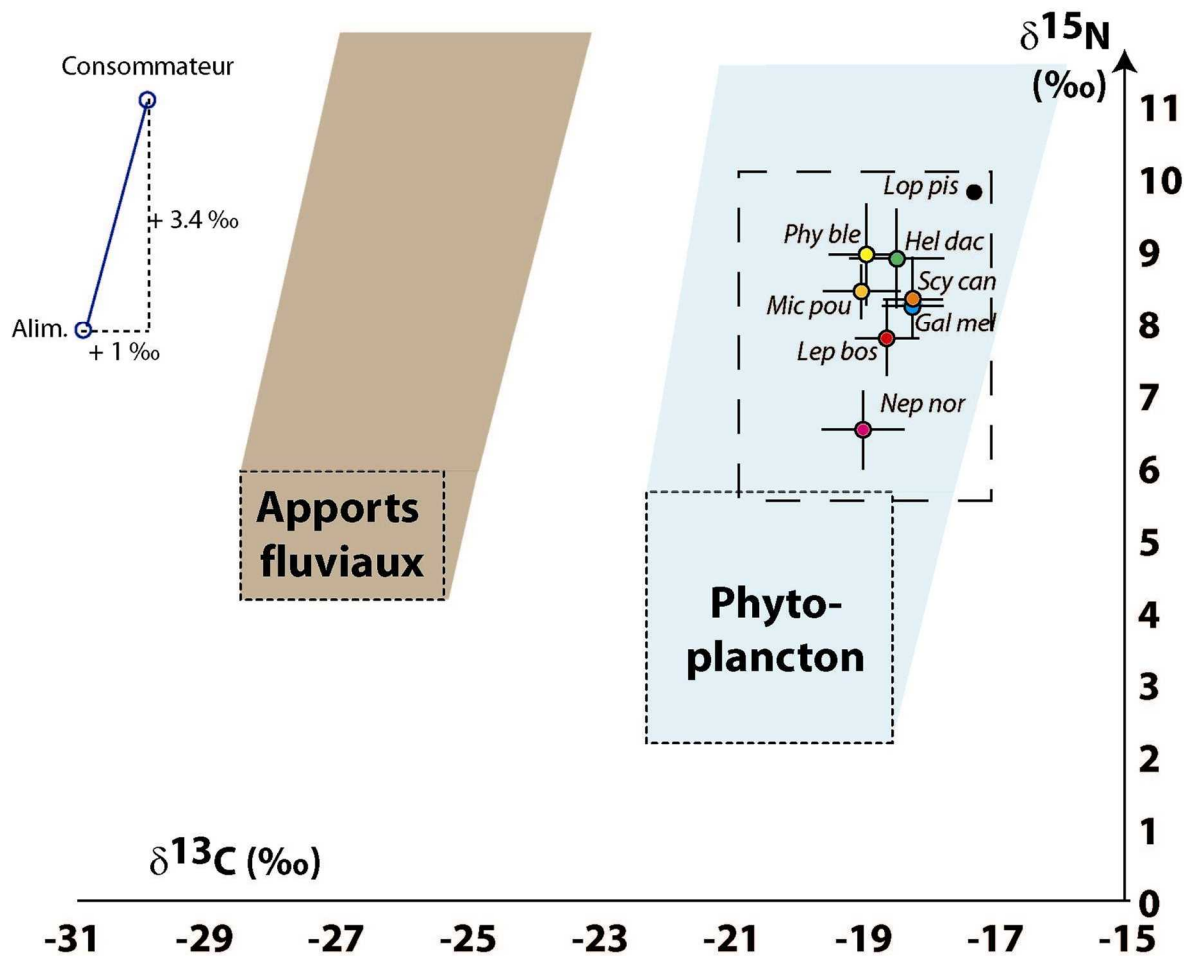 δ15N
(‰)
Consommateur
+ 3.4 ‰
Alim.
+ 1 ‰
Lop pis
Phy ble
Hel dac
Scy can
Mic pou
Gal mel
Lep bos
Nep nor
Apports
fluviaux
Phyto-
plancton
11
10
9
8
7
6
5
4
3
2
1
0
δ13C (‰)
-31 -29 -27 -25 -23 -21 -19 -17 -15